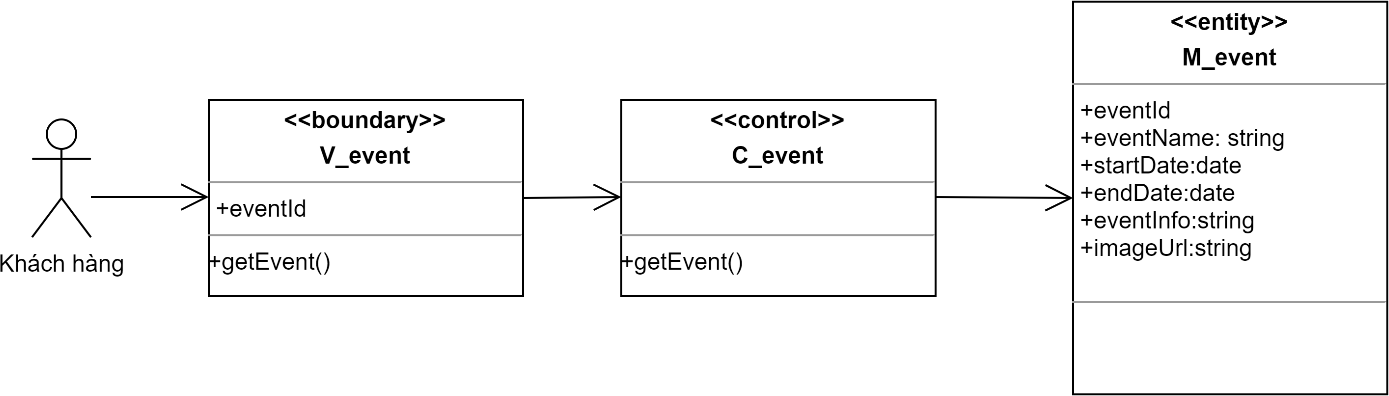 Khách hàng
<<boundary>>
V_event
+eventId
+getEvent()
<<control>>
C_event
+getEvent()
<<entity>>
M_event
+eventId
+eventName: string
+startDate:date
+endDate:date
+eventInfo:string
+imageUrl:string